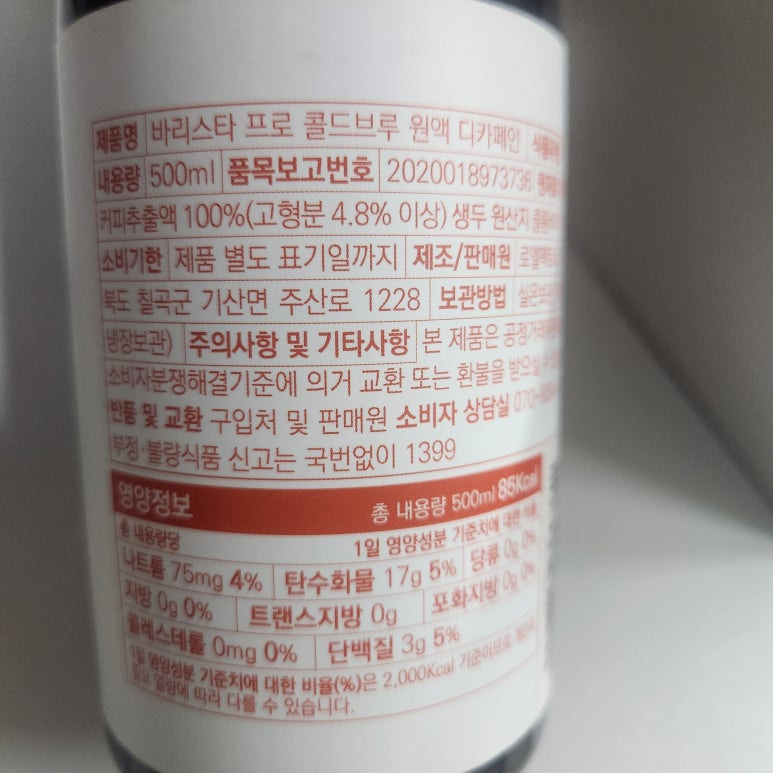 제품명 바리스타 프로 콜드브루 원액 디카페인
내용량 500ml 품목보고번호 2020018973736
커피추출액 100%(고형분 4.8% 이상) 생두 원산지
소비기한 제품 별도 표기일까지 제조/판매원
북도 칠곡군 기산면 주산로 1228 보관방법
냉장보관) 주의사항 및 기타사항 본 제품은
소비자분쟁해결기준에 의거 교환 또는 환불을 받으실 수
반품 및 교환 구입처 및 판매원 소비자 상담실
부정·불량식품 신고는 국번없이 1399
영양정보 총 내용량 500ml 85Kcal
총 내용량당 1일 영양성분 기준치에 대한 비율
나트륨 75mg 4% 탄수화물 17g 5% 당류 0g 0%
지방 0g 0% 트랜스지방 0g 포화지방 0g 0%
콜레스테롤 0mg 0% 단백질 3g 5%
1일 영양성분 기준치에 대한 비율(%)은 2,000Kcal 기준이므로
필요 열량에 따라 다를 수 있습니다.